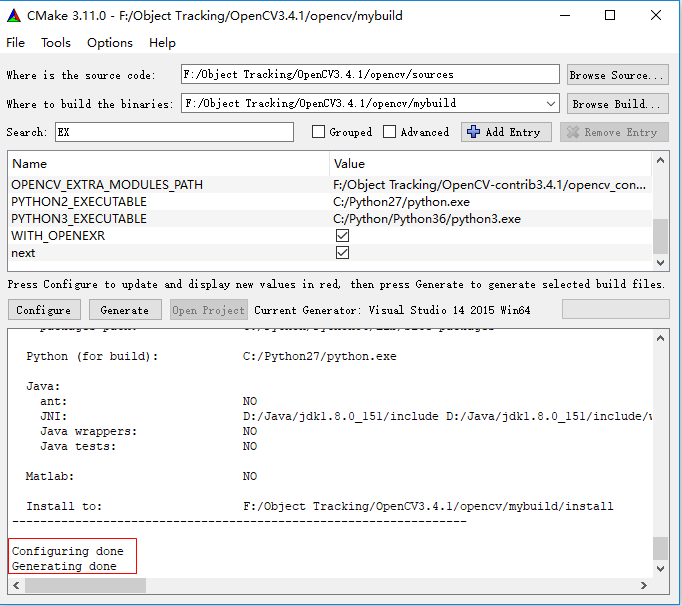 CMake 3.11.0 - F:/Object Tracking/OpenCV3.4.1/opencv/mybuild
File Tools Options Help
Where is the source code: F:/Object Tracking/OpenCV3.4.1/opencv/sources Browse Source...
Where to build the binaries: F:/Object Tracking/OpenCV3.4.1/opencv/mybuild Browse Build...
Search: EX Grouped Advanced Add Entry Remove Entry
Name Value
OPENCV_EXTRA_MODULES_PATH F:/Object Tracking/OpenCV-contrib3.4.1/opencv_con...
PYTHON2_EXECUTABLE C:/Python27/python.exe
PYTHON3_EXECUTABLE C:/Python/Python36/python3.exe
WITH_OPENEXR
next
Press Configure to update and display new values in red, then press Generate to generate selected build files.
Configure Generate Open Project Current Generator: Visual Studio 14 2015 Win64
Python (for build): C:/Python27/python.exe
Java:
ant: NO
JNI: D:/Java/jdk1.8.0_151/include D:/Java/jdk1.8.0_151/include/w
Java wrappers: NO
Java tests: NO
Matlab: NO
Install to: F:/Object Tracking/OpenCV3.4.1/opencv/mybuild/install
-----------------------------------------------------------------
Configuring done
Generating done